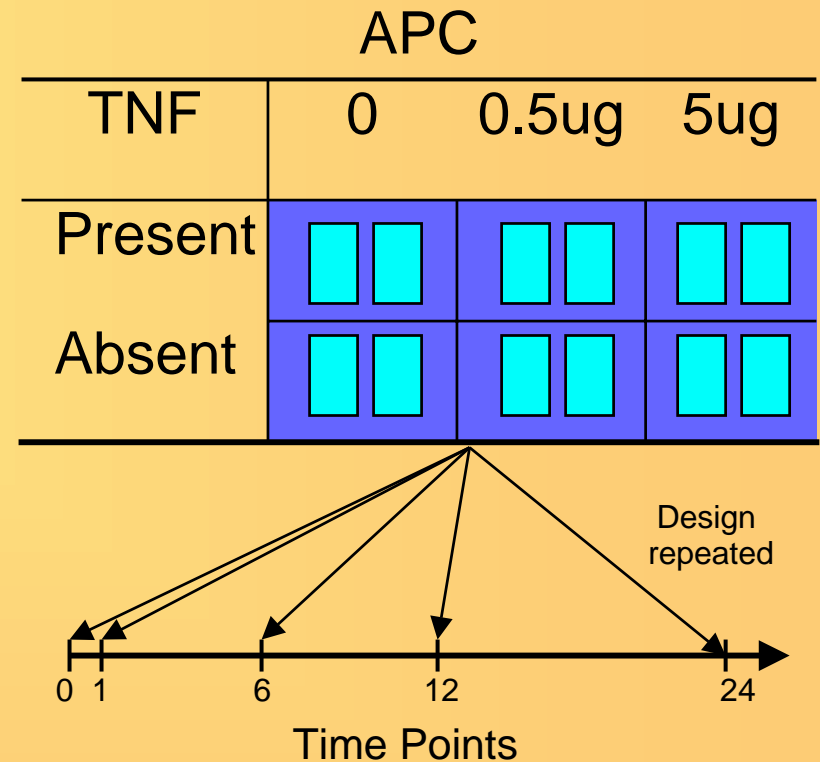 APC
TNF 0 0.5ug 5ug
Present
Absent
Design
repeated
0 1 6 12 24
Time Points